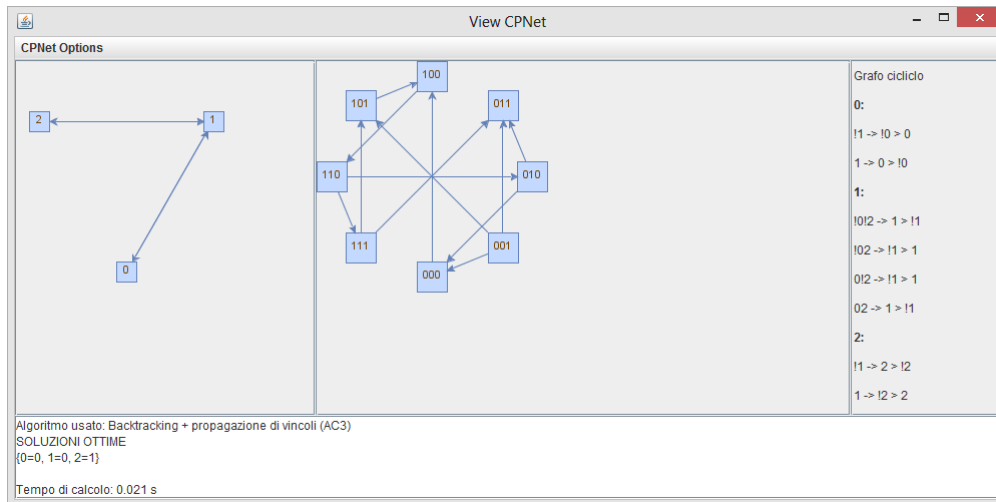 View CPNet
CPNet Options
2
1
0
100
101
011
110
010
111
001
000
Grafo cicliclo
0:
!1 -> !0 > 0
1 -> 0 > !0
1:
!0!2 -> 1 > !1
!02 -> !1 > 1
0!2 -> !1 > 1
02 -> 1 > !1
2:
!1 -> 2 > !2
1 -> !2 > 2
Algoritmo usato: Backtracking + propagazione di vincoli (AC3)
SOLUZIONI OTTIME
{0=0, 1=0, 2=1}
Tempo di calcolo: 0.021 s